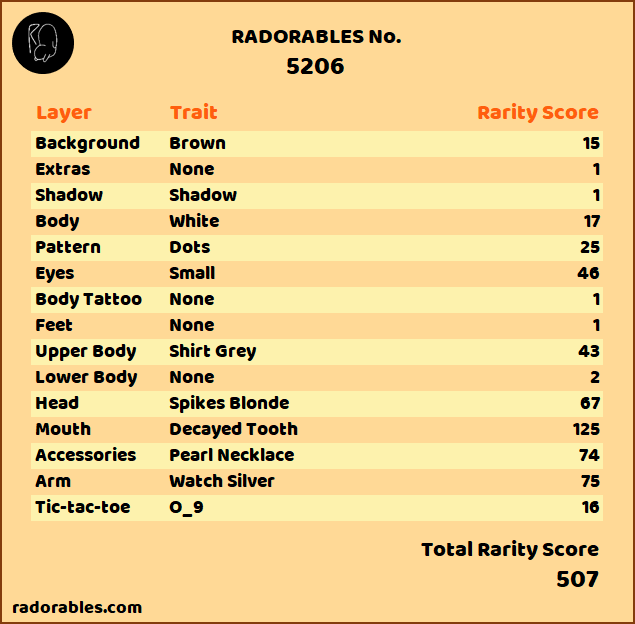 RADORABLES No.
5206
Layer Trait Rarity Score
Background Brown 15
Extras None 1
Shadow Shadow 1
Body White 17
Pattern Dots 25
Eyes Small 46
Body Tattoo None 1
Feet None 1
Upper Body Shirt Grey 43
Lower Body None 2
Head Spikes Blonde 67
Mouth Decayed Tooth 125
Accessories Pearl Necklace 74
Arm Watch Silver 75
Tic-tac-toe O_9 16
Total Rarity Score
507
radorables.com